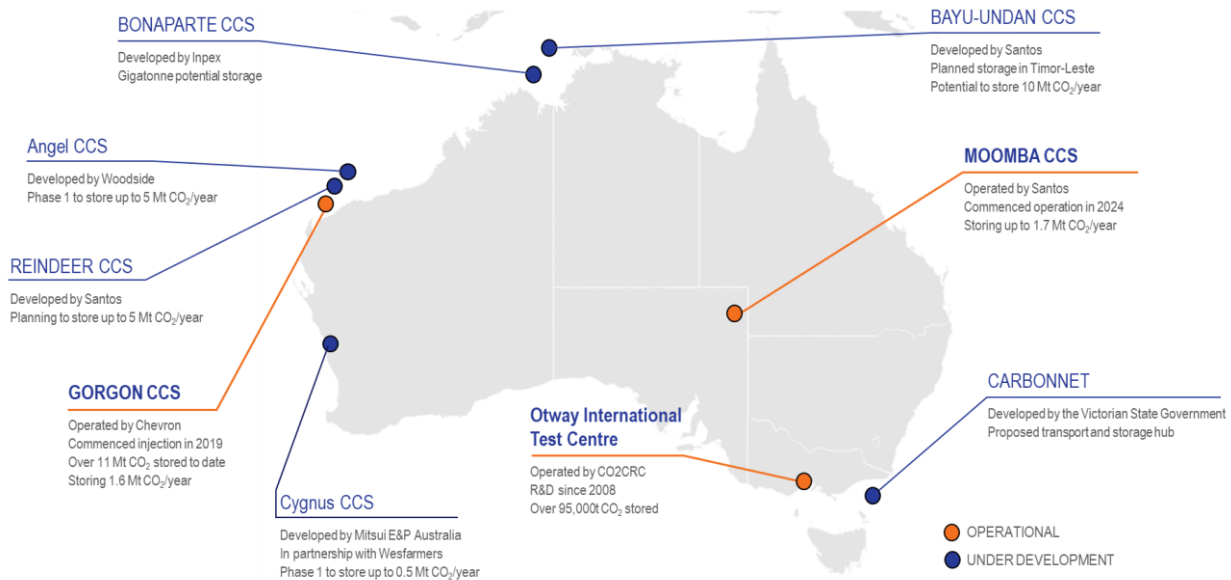 BONAPARTE CCS
Developed by Inpex
Gigatonne potential storage
BAYU-UNDAN CCS
Developed by Santos
Planned storage in Timor-Leste
Potential to store 10 Mt CO₂/year
Angel CCS
Developed by Woodside
Phase 1 to store up to 5 Mt CO₂/year
MOOMBA CCS
Operated by Santos
Commenced operation in 2024
Storing up to 1.7 Mt CO₂/year
REINDEER CCS
Developed by Santos
Planning to store up to 5 Mt CO₂/year
GORGON CCS
Operated by Chevron
Commenced injection in 2019
Over 11 Mt CO₂ stored to date
Storing 1.6 Mt CO₂/year
CARBONNET
Developed by the Victorian State Government
Proposed transport and storage hub
Otway International
Test Centre
Operated by CO2CRC
R&D since 2008
Over 95,000t CO₂ stored
Cygnus CCS
Developed by Mitsui E&P Australia
In partnership with Wesfarmers
Phase 1 to store up to 0.5 Mt CO₂/year
OPERATIONAL
UNDER DEVELOPMENT